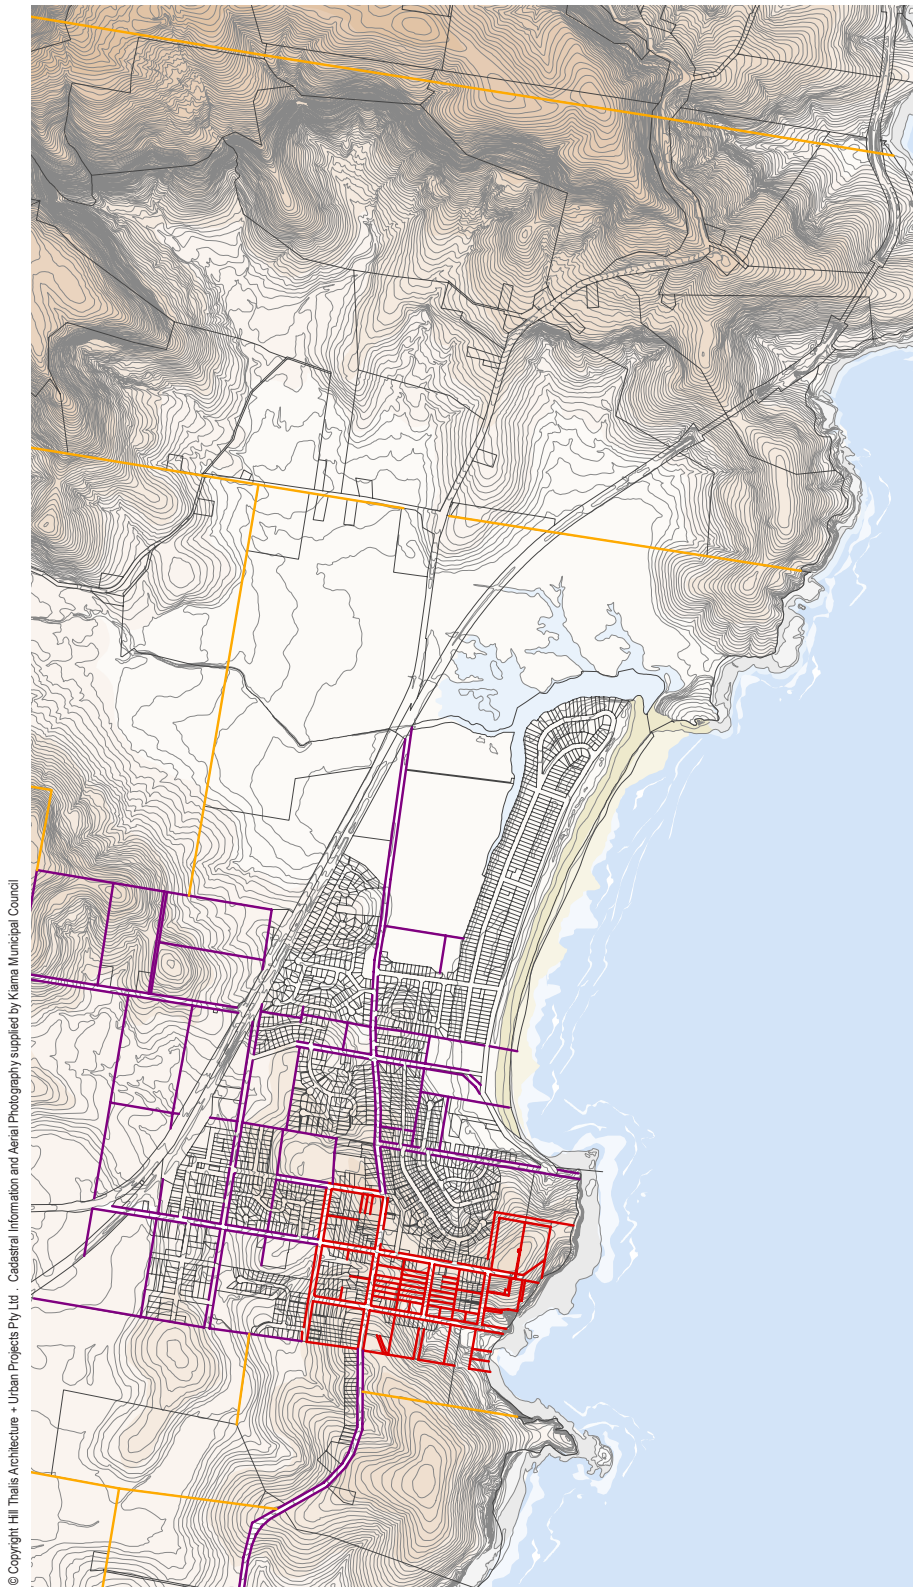 © Copyright Hill Thalis Architecture + Urban Projects Pty Ltd . Cadastral Information and Aerial Photography supplied by Kiama Municipal Council